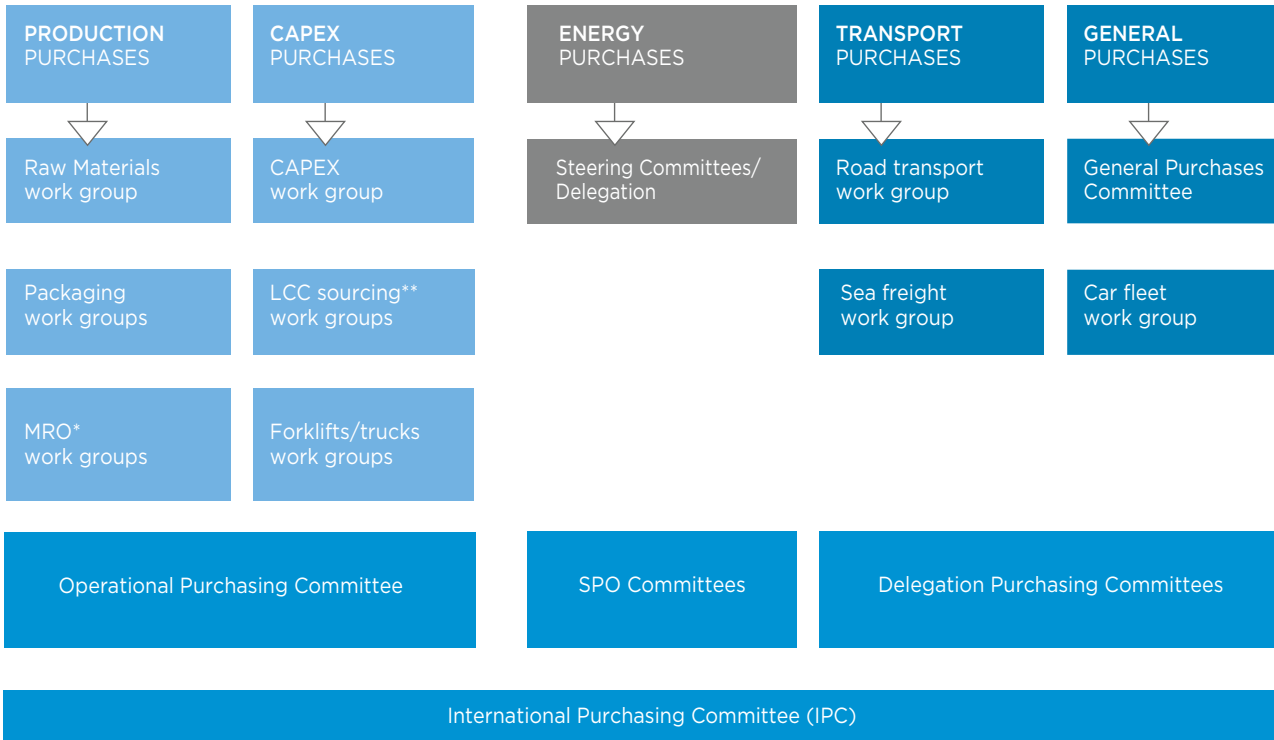 PRODUCTION
PURCHASES
CAPEX
PURCHASES
ENERGY
PURCHASES
TRANSPORT
PURCHASES
GENERAL
PURCHASES
Raw Materials
work group
CAPEX
work group
Steering Committees/
Delegation
Road transport
work group
General Purchases
Committee
Packaging
work groups
LCC sourcing**
work groups
Sea freight
work group
Car fleet
work group
MRO*
work groups
Forklifts/trucks
work groups
Operational Purchasing Committee
SPO Committees
Delegation Purchasing Committees
International Purchasing Committee (IPC)